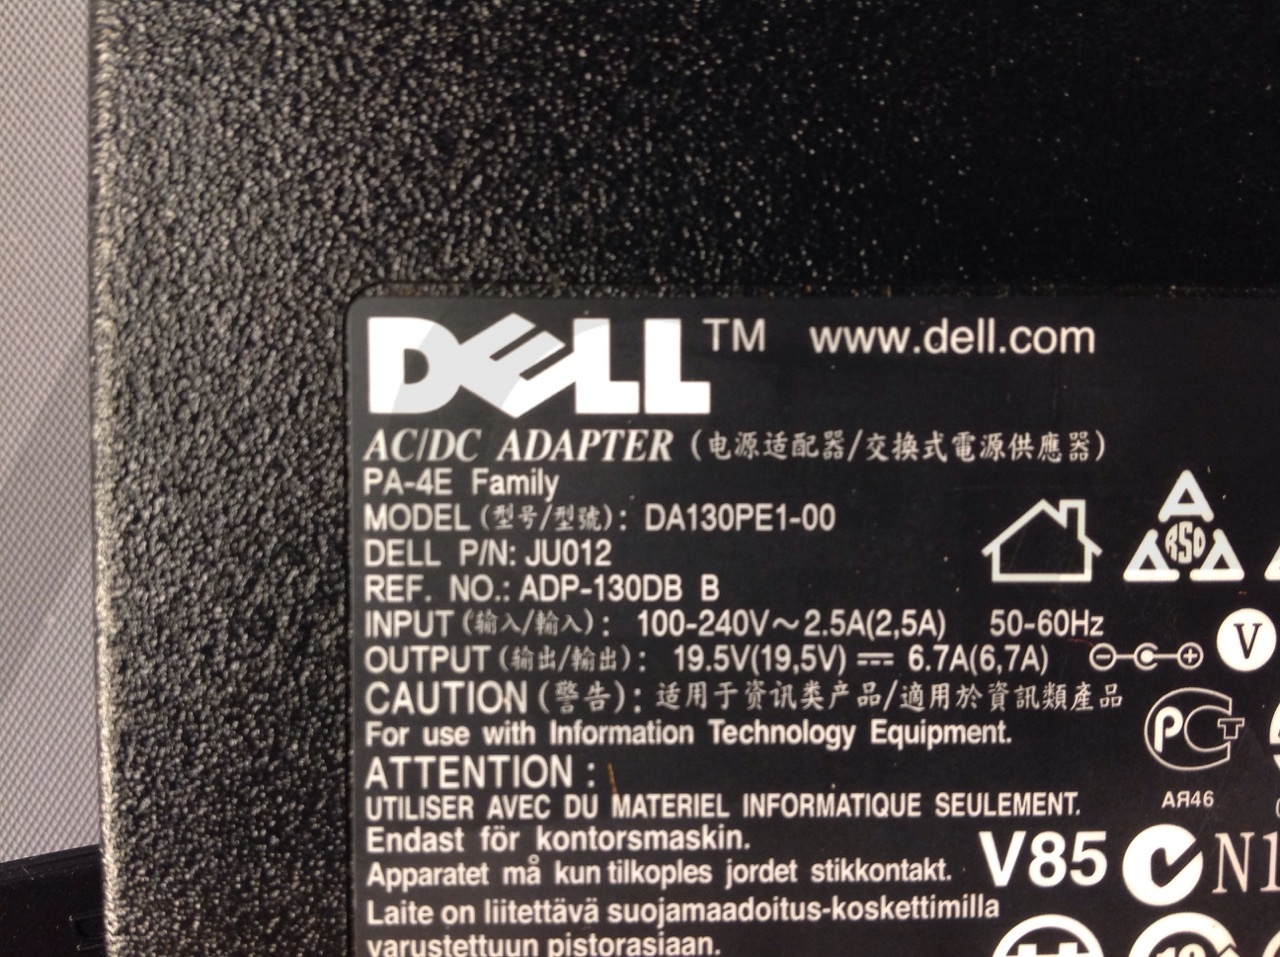 DELL™ www.dell.com
AC/DC ADAPTER (电源适配器/交換式電源供應器)
PA-4E Family
MODEL (型号/型號): DA130PE1-00
DELL P/N: JU012
REF. NO.: ADP-130DB B
INPUT (输入/輸入): 100-240V~2.5A(2,5A) 50-60Hz
OUTPUT (输出/輸出): 19.5V(19,5V) ⎓ 6.7A(6,7A)
CAUTION (警告): 适用于资讯类产品/適用於資訊類產品
For use with Information Technology Equipment.
ATTENTION :
UTILISER AVEC DU MATERIEL INFORMATIQUE SEULEMENT.
Endast för kontorsmaskin.
Apparatet må kun tilkoples jordet stikkontakt.
Laite on liitettävä suojamaadoitus-koskettimilla
varustettuun pistorasiaan.
A
RSO
A A
V
PCT
АЯ46
V85 N1